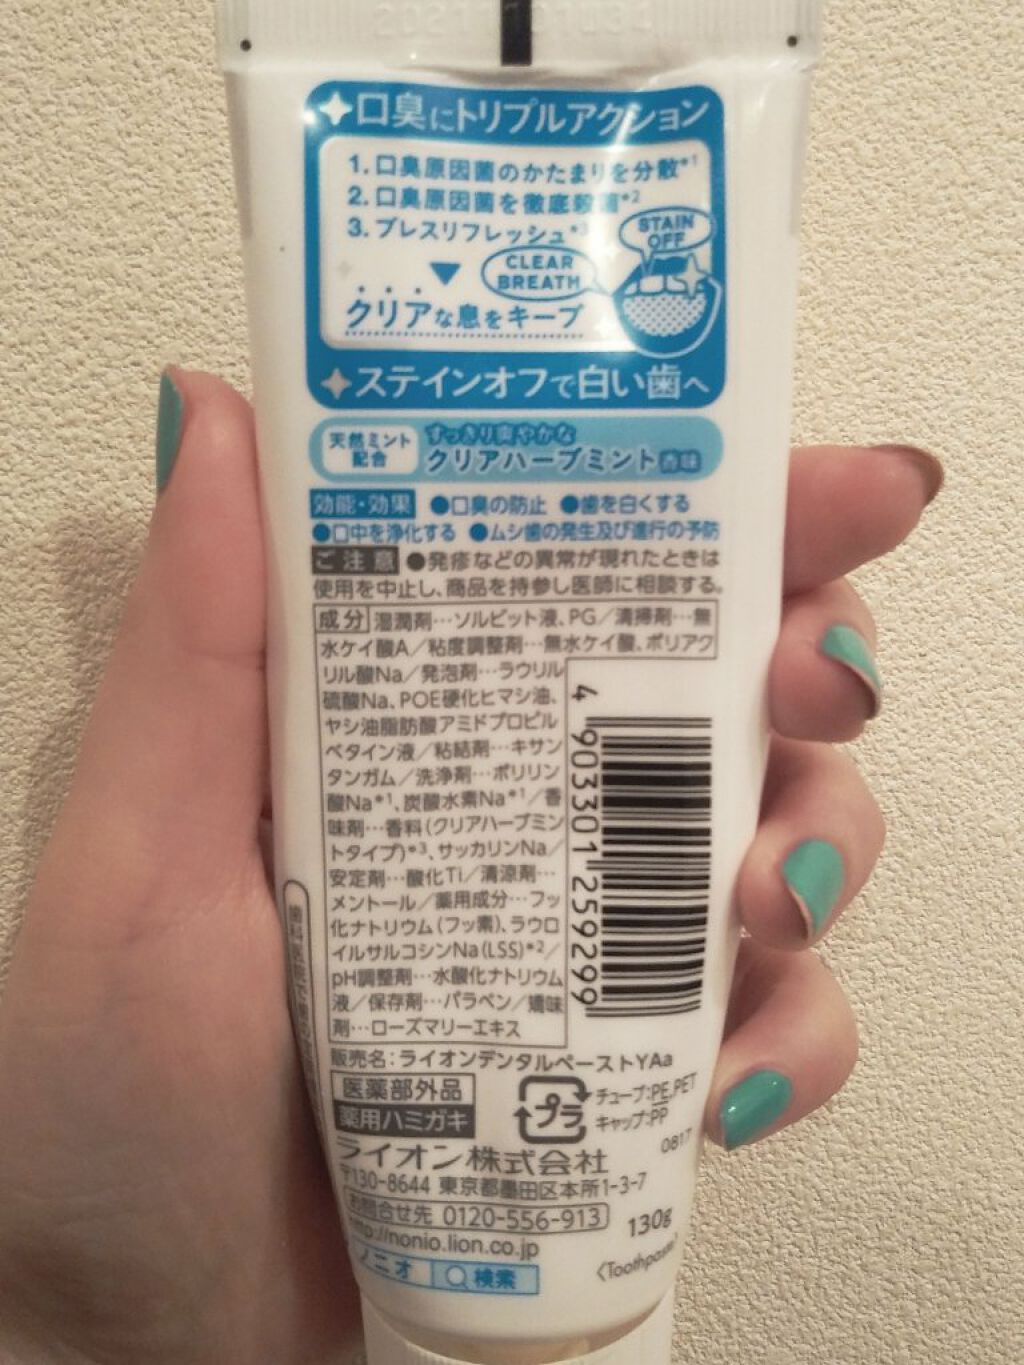 口臭にトリプルアクション
1. 口臭原因菌のかたまりを分散*1
2. 口臭原因菌を徹底殺菌*2
3. ブレスリフレッシュ*3
STAIN
OFF
CLEAR
BREATH
クリアな息をキープ
ステインオフで白い歯へ
天然ミント
配合
すっきり爽やかな
クリアハーブミント香味
効能・効果 ●口臭の防止 ●歯を白くする
●口中を浄化する ●ムシ歯の発生及び進行の予防
ご注意 ●発疹などの異常が現れたときは
使用を中止し、商品を持参し医師に相談する。
成分 湿潤剤…ソルビット液、PG/清掃剤…無
水ケイ酸A/粘度調整剤…無水ケイ酸、ポリアク
リル酸Na/発泡剤…ラウリル
硫酸Na、POE硬化ヒマシ油、
ヤシ油脂肪酸アミドプロピル
ベタイン液/粘結剤…キサン
タンガム/洗浄剤…ポリリン
酸Na*1、炭酸水素Na*1/香
味剤…香料(クリアハーブミン
トタイプ)*3、サッカリンNa/
安定剤…酸化Ti/清涼剤…
メントール/薬用成分…フッ
化ナトリウム(フッ素)、ラウロ
イルサルコシンNa(LSS)*2/
pH調整剤…水酸化ナトリウム
液/保存剤…パラベン/矯味
剤…ローズマリーエキス
4 903301 259299
販売名:ライオンデンタルペーストYAa
医薬部外品
薬用ハミガキ
プラ
チューブ:PE,PET
キャップ:PP
0817
ライオン株式会社
〒130-8644 東京都墨田区本所1-3-7
お問合せ先 0120-556-913
http://nonio.lion.co.jp
130g
<Toothpaste>
ノニオ 検索